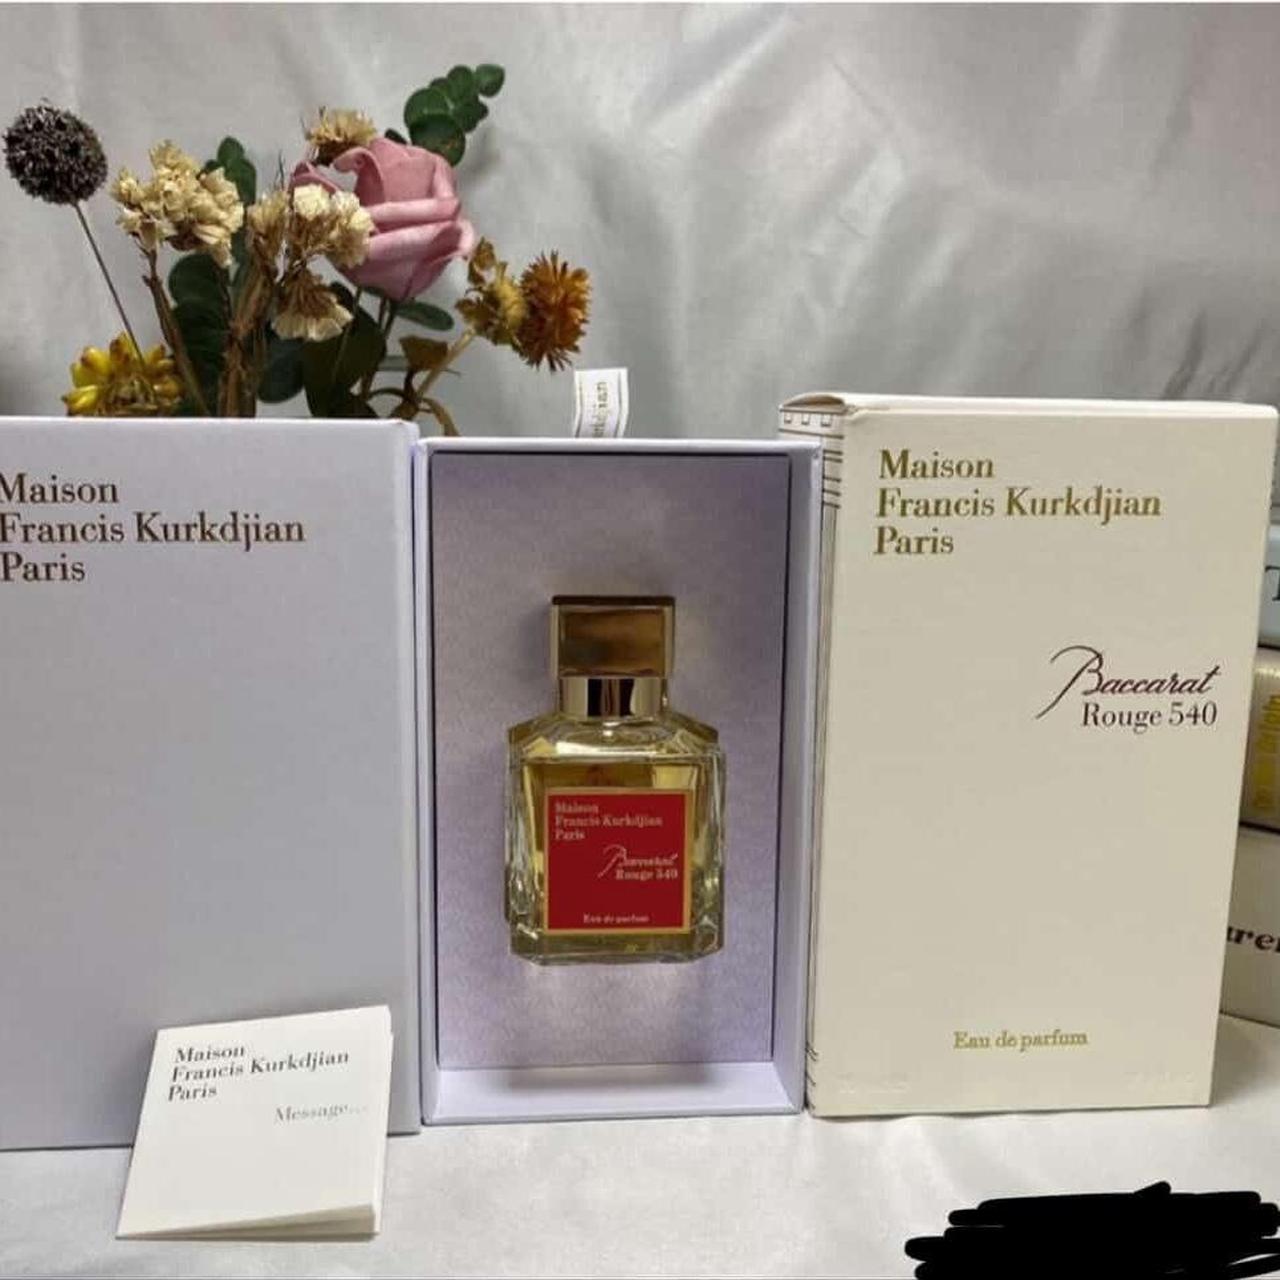 Maison
Francis Kurkdjian
Paris
Maison
Francis Kurkdjian
Paris
Message...
Maison
Francis Kurkdjian
Paris
Baccarat
Rouge 540
Eau de parfum
Maison
Francis Kurkdjian
Paris
Baccarat
Rouge 540
Eau de parfum